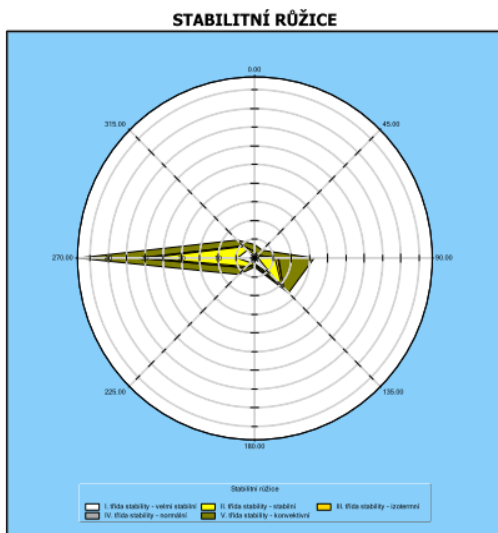 STABILITNÍ RŮŽICE
0.00
315.00 45.00
270.00 90.00
225.00 135.00
180.00
Stabilitní růžice
I. třída stability - velmi stabilní II. třída stability - stabilní III. třída stability - izotermní
IV. třída stability - normální V. třída stability - konvektivní